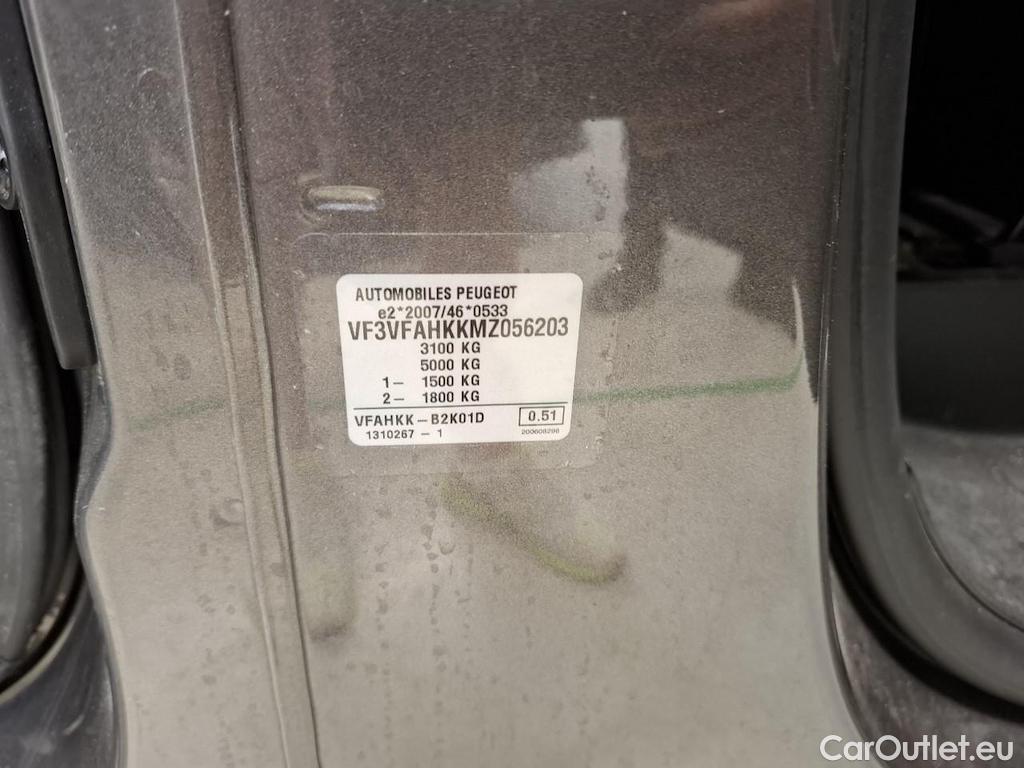 AUTOMOBILES PEUGEOT
e2*2007/46*0533
VF3VFAHKKMZ056203
3100 KG
5000 KG
1– 1500 KG
2– 1800 KG
VFAHKK – B2K01D 0.51
1310267 – 1 200608296
CarOutlet.eu